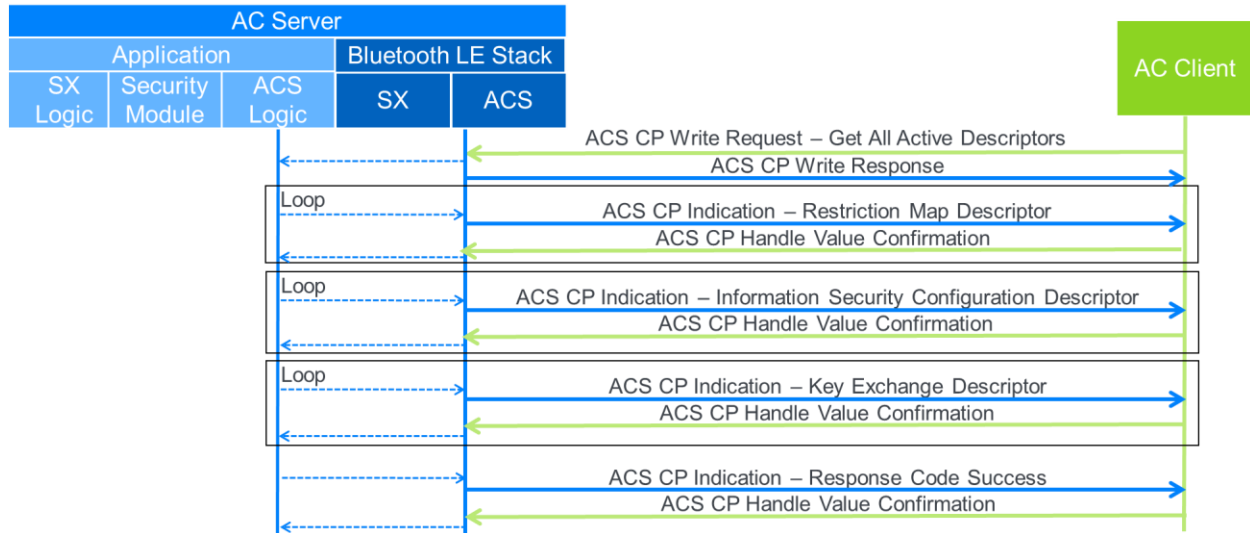 AC Server
Application
Bluetooth LE Stack
AC Client
SX
Logic
Security
Module
ACS
Logic
SX
ACS
ACS CP Write Request – Get All Active Descriptors
ACS CP Write Response
Loop
ACS CP Indication – Restriction Map Descriptor
ACS CP Handle Value Confirmation
Loop
ACS CP Indication – Information Security Configuration Descriptor
ACS CP Handle Value Confirmation
Loop
ACS CP Indication – Key Exchange Descriptor
ACS CP Handle Value Confirmation
ACS CP Indication – Response Code Success
ACS CP Handle Value Confirmation